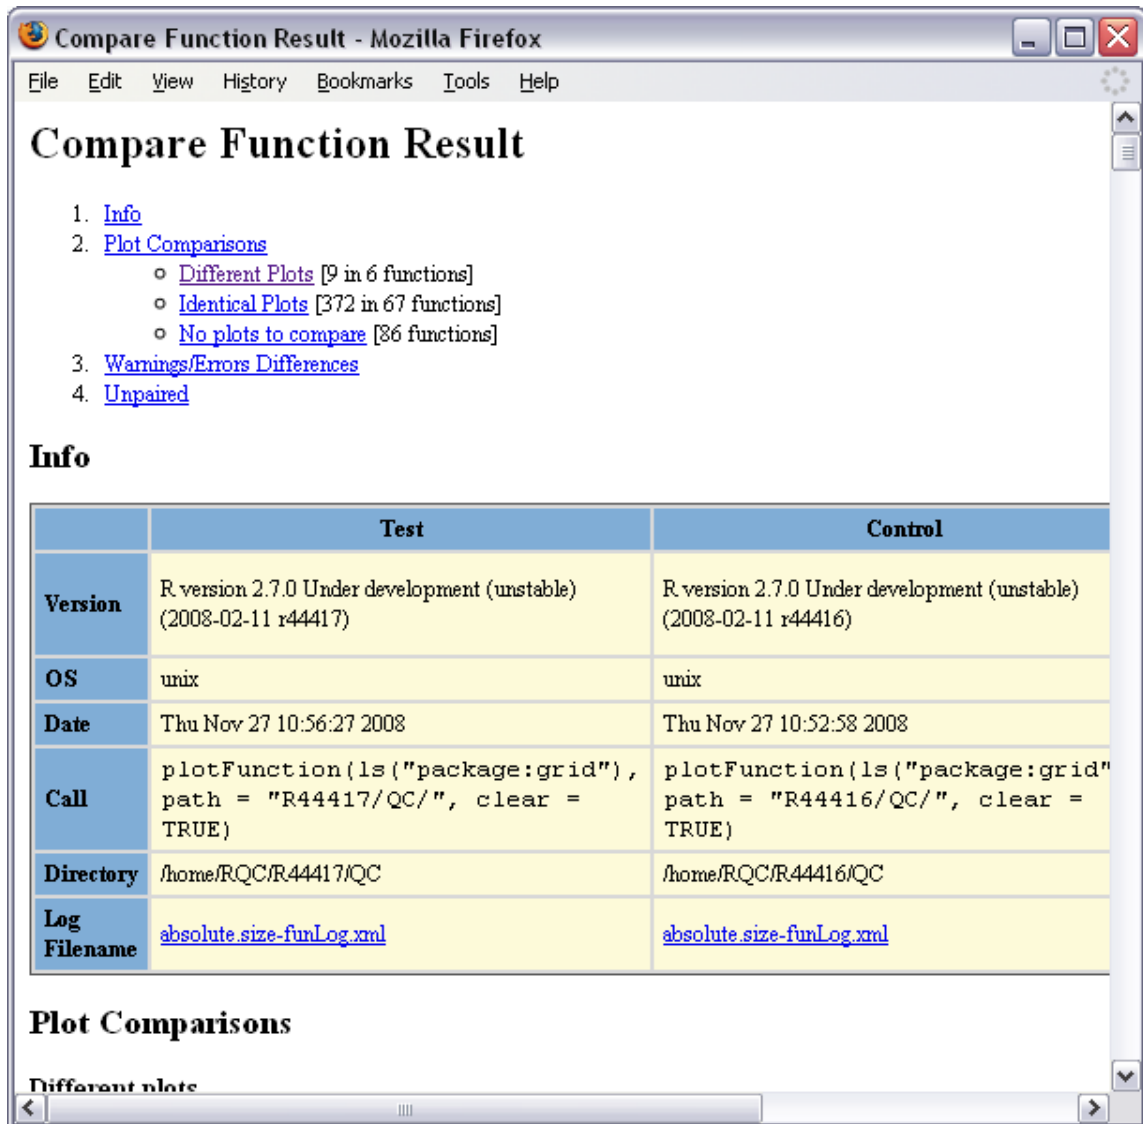 Compare Function Result - Mozilla Firefox
File Edit View History Bookmarks Tools Help
Compare Function Result
1. Info
2. Plot Comparisons
Different Plots [9 in 6 functions]
Identical Plots [372 in 67 functions]
No plots to compare [86 functions]
3. Warnings/Errors Differences
4. Unpaired
Info
Test Control
Version
R version 2.7.0 Under development (unstable)
(2008-02-11 r44417)
R version 2.7.0 Under development (unstable)
(2008-02-11 r44416)
OS unix unix
Date Thu Nov 27 10:56:27 2008 Thu Nov 27 10:52:58 2008
Call
plotFunction(ls("package:grid"),
path = "R44417/QC/", clear =
TRUE)
plotFunction(ls("package:grid"
path = "R44416/QC/", clear =
TRUE)
Directory /home/RQC/R44417/QC /home/RQC/R44416/QC
Log
Filename
absolute.size-funLog.xml absolute.size-funLog.xml
Plot Comparisons
Different plots